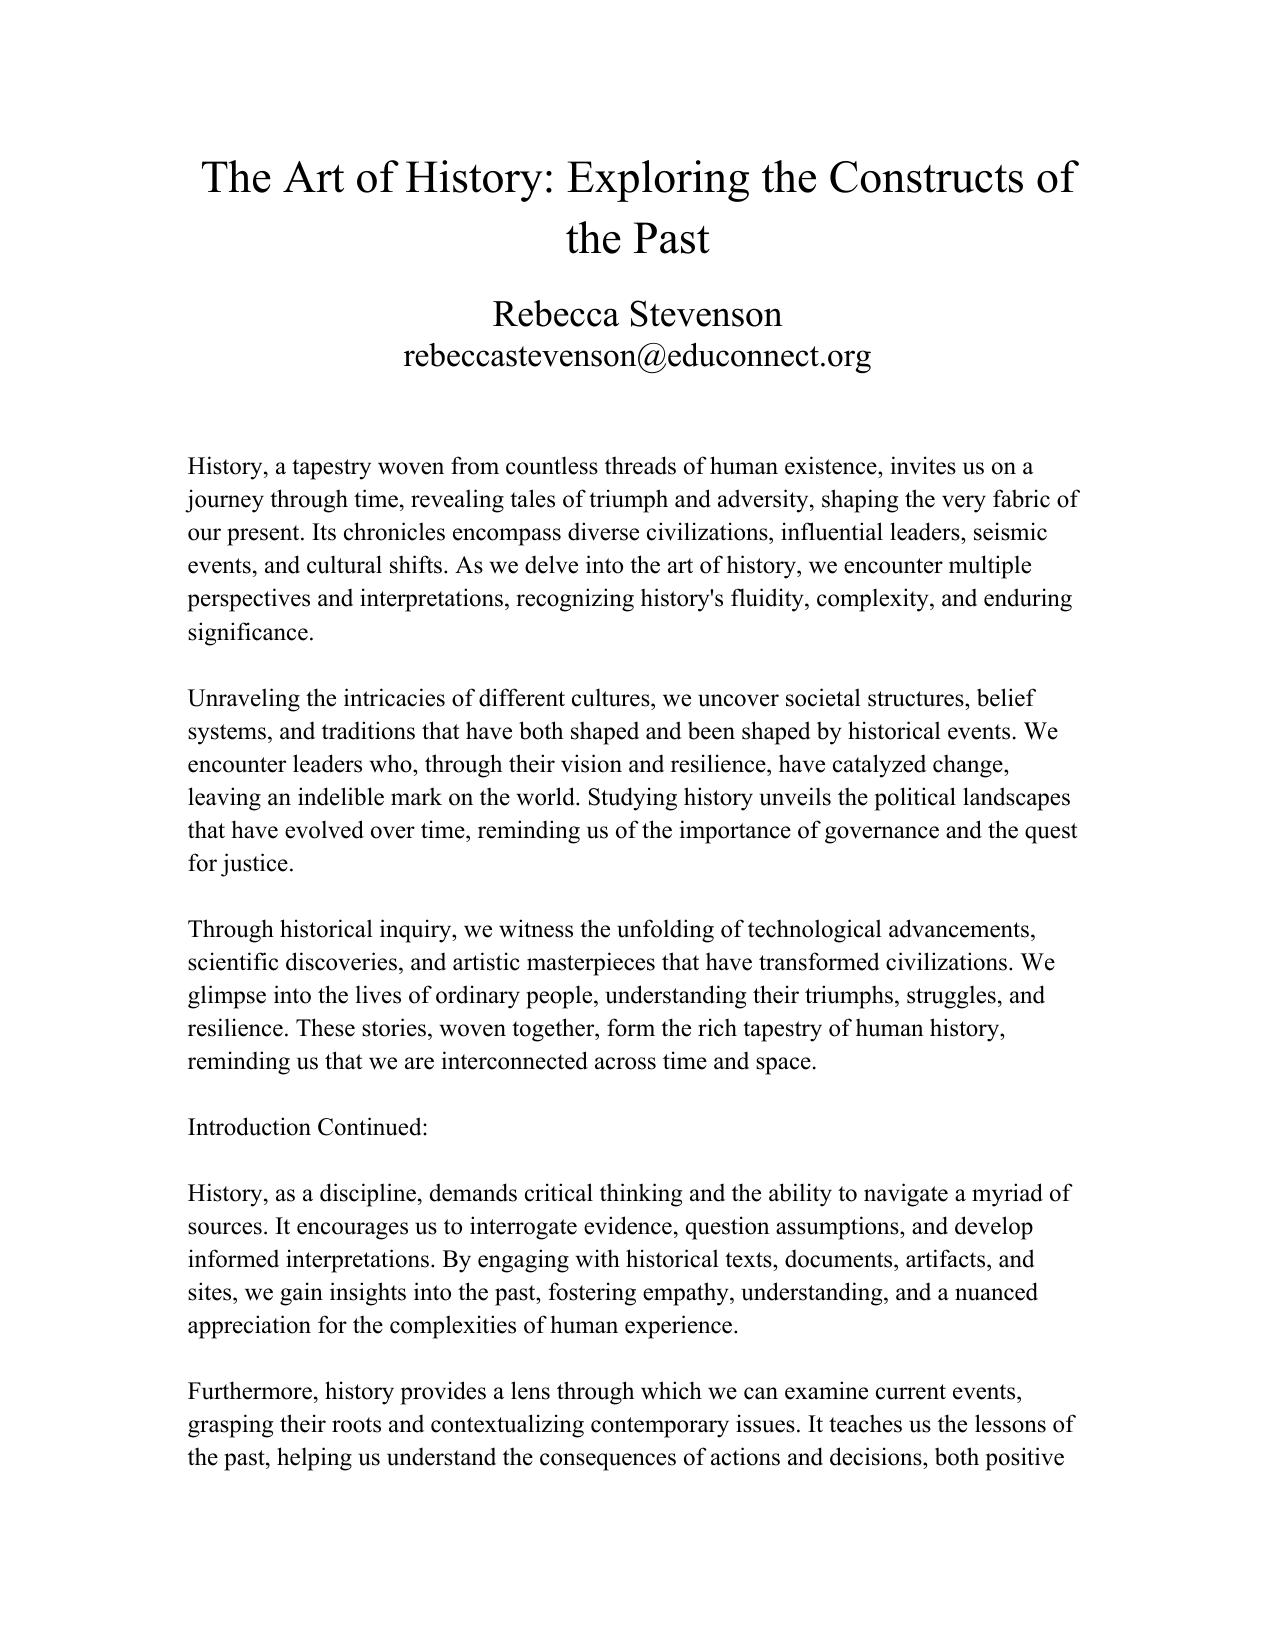 The Art of History: Exploring the Constructs of
the Past
Rebecca Stevenson
rebeccastevenson@educonnect.org
History, a tapestry woven from countless threads of human existence, invites us on a
journey through time, revealing tales of triumph and adversity, shaping the very fabric of
our present. Its chronicles encompass diverse civilizations, influential leaders, seismic
events, and cultural shifts. As we delve into the art of history, we encounter multiple
perspectives and interpretations, recognizing history's fluidity, complexity, and enduring
significance.
Unraveling the intricacies of different cultures, we uncover societal structures, belief
systems, and traditions that have both shaped and been shaped by historical events. We
encounter leaders who, through their vision and resilience, have catalyzed change,
leaving an indelible mark on the world. Studying history unveils the political landscapes
that have evolved over time, reminding us of the importance of governance and the quest
for justice.
Through historical inquiry, we witness the unfolding of technological advancements,
scientific discoveries, and artistic masterpieces that have transformed civilizations. We
glimpse into the lives of ordinary people, understanding their triumphs, struggles, and
resilience. These stories, woven together, form the rich tapestry of human history,
reminding us that we are interconnected across time and space.
Introduction Continued:
History, as a discipline, demands critical thinking and the ability to navigate a myriad of
sources. It encourages us to interrogate evidence, question assumptions, and develop
informed interpretations. By engaging with historical texts, documents, artifacts, and
sites, we gain insights into the past, fostering empathy, understanding, and a nuanced
appreciation for the complexities of human experience.
Furthermore, history provides a lens through which we can examine current events,
grasping their roots and contextualizing contemporary issues. It teaches us the lessons of
the past, helping us understand the consequences of actions and decisions, both positive